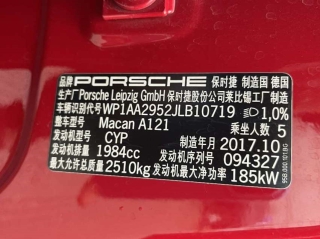 品牌 PORSCHE 保时捷 制造国 德国
生产厂 Porsche Leipzig GmbH 保时捷股份公司莱比锡工厂制造
车辆识别代号 WP1AA2952JLB10719 1,0%
整车型号 Macan A121 乘坐人数 5
发动机型号 CYP 制造年月 2017.10
发动机排量 1984cc 发动机序列号 094327
最大允许总质量 2510kg 发动机最大净功率 185kW